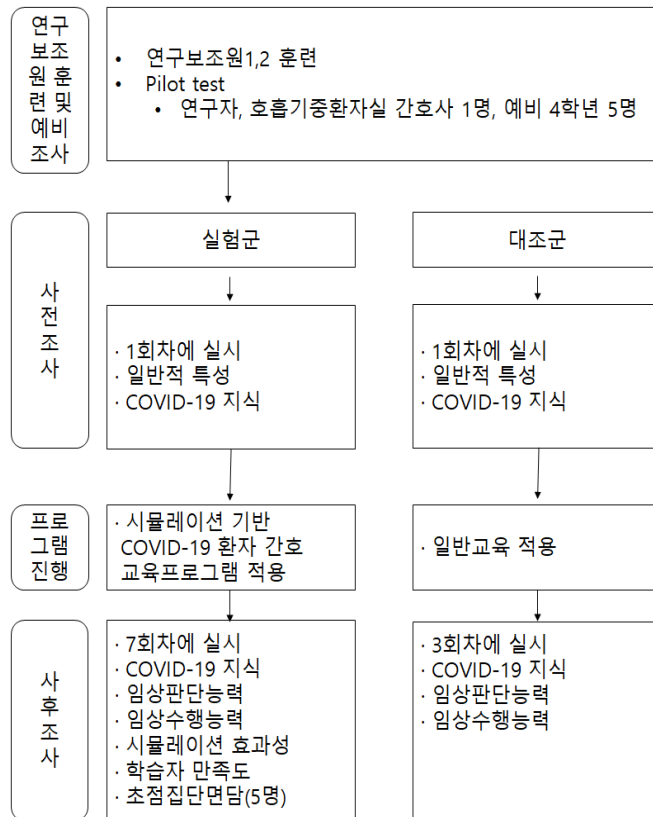 연구
보조
원 훈
련 및
예비
조사
• 연구보조원1,2 훈련
• Pilot test
• 연구자, 호흡기중환자실 간호사 1명, 예비 4학년 5명
사
전
조
사
실험군
대조군
· 1회차에 실시
· 일반적 특성
· COVID-19 지식
· 1회차에 실시
· 일반적 특성
· COVID-19 지식
프로
그램
진행
· 시뮬레이션 기반
COVID-19 환자 간호
교육프로그램 적용
· 일반교육 적용
사
후
조
사
· 7회차에 실시
· COVID-19 지식
· 임상판단능력
· 임상수행능력
· 시뮬레이션 효과성
· 학습자 만족도
· 초점집단면담(5명)
· 3회차에 실시
· COVID-19 지식
· 임상판단능력
· 임상수행능력